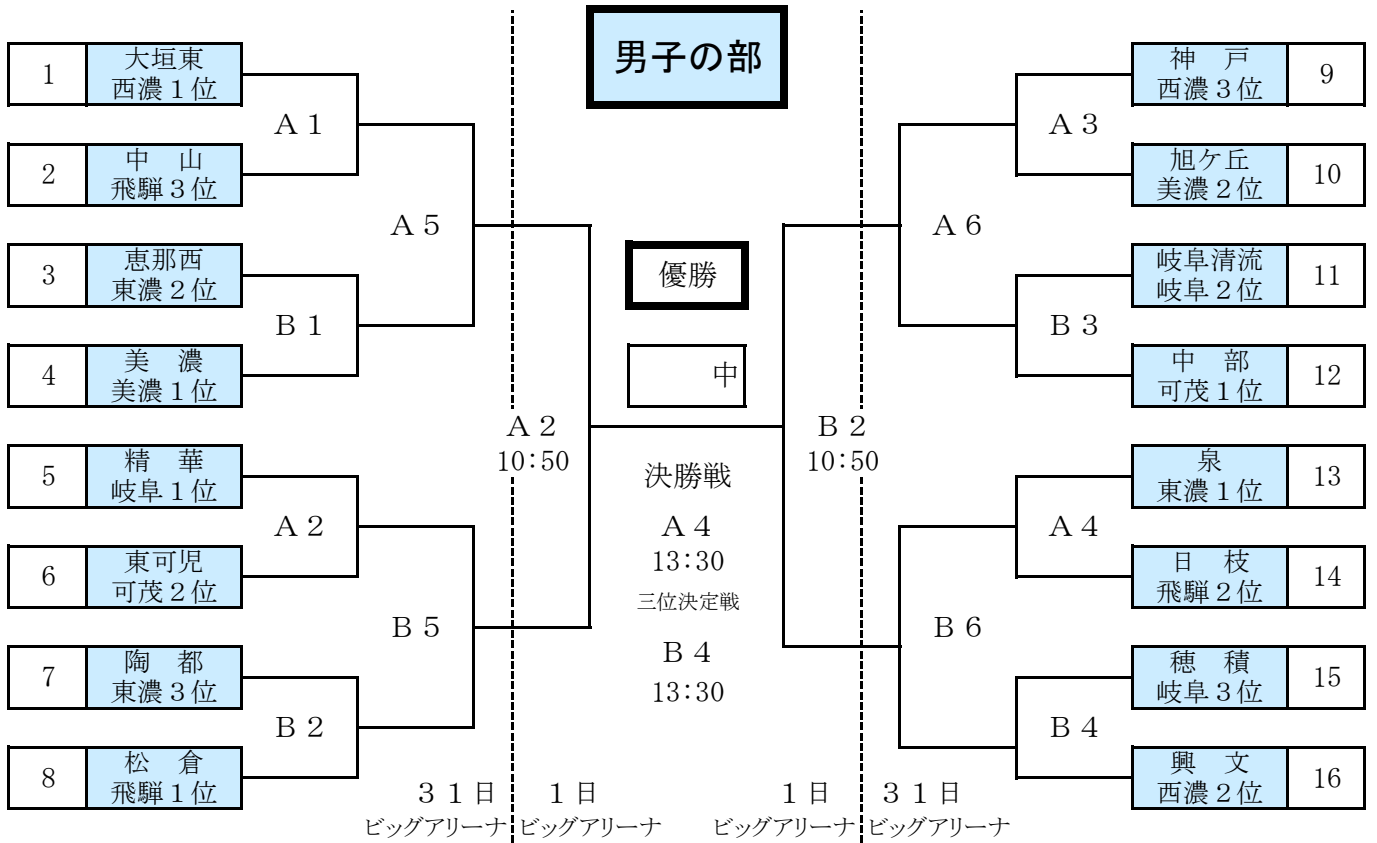 男子の部
1
大垣東
西濃１位
2
中　山
飛騨３位
3
恵那西
東濃２位
4
美　濃
美濃１位
5
精　華
岐阜１位
6
東可児
可茂２位
7
陶　都
東濃３位
8
松　倉
飛騨１位
Ａ１
Ｂ１
Ａ２
Ｂ２
Ａ５
Ｂ５
Ａ２
10:50
優勝
中
決勝戦
Ａ４
13:30
三位決定戦
Ｂ４
13:30
Ｂ２
10:50
Ａ６
Ｂ６
Ａ３
Ｂ３
Ａ４
Ｂ４
神　戸
西濃３位
9
旭ケ丘
美濃２位
10
岐阜清流
岐阜２位
11
中　部
可茂１位
12
泉
東濃１位
13
日　枝
飛騨２位
14
穂　積
岐阜３位
15
興　文
西濃２位
16
３１日
１日
１日
３１日
ビッグアリーナ
ビッグアリーナ
ビッグアリーナ
ビッグアリーナ